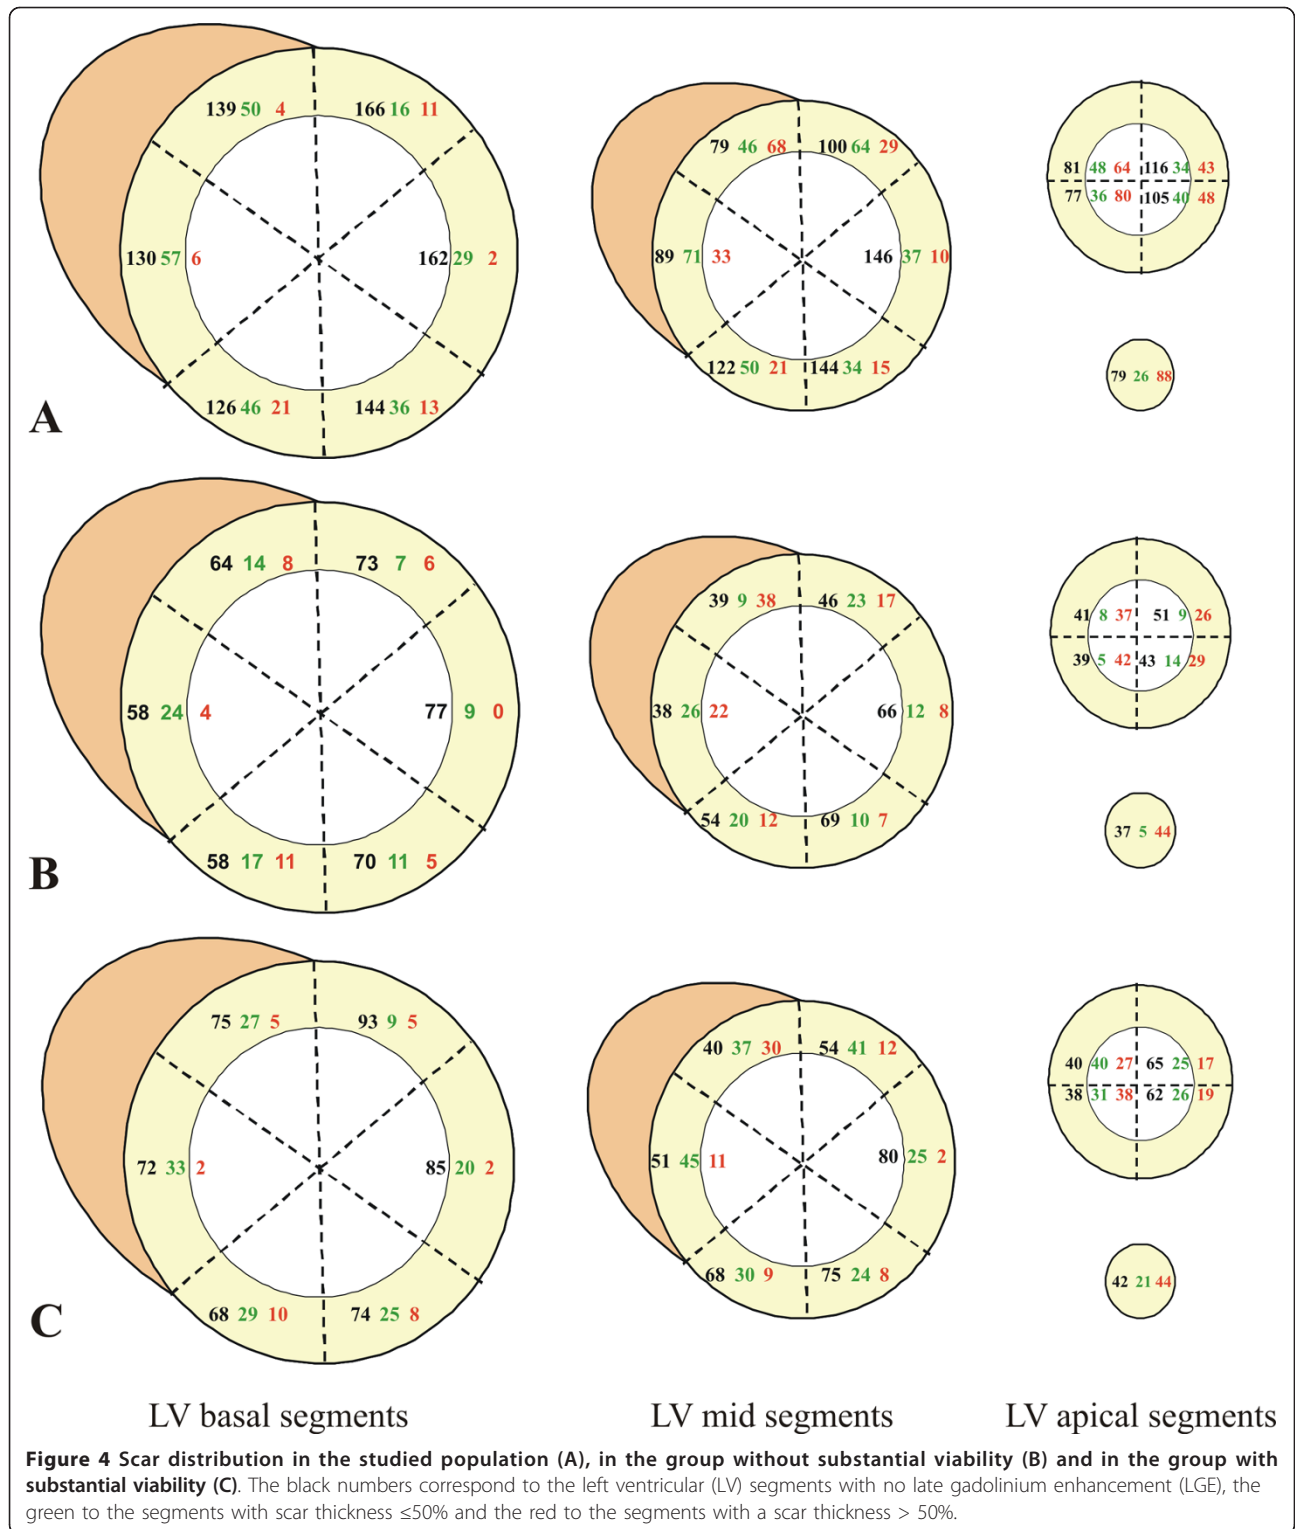 139 50 4 166 16 11
79 46 68 100 64 29
81 48 64 116 34 43
77 36 80 105 40 48
130 57 6 162 29 2
89 71 33 146 37 10
122 50 21 144 34 15
79 26 88
126 46 21 144 36 13
A
64 14 8 73 7 6
39 9 38 46 23 17
41 8 37 51 9 26
39 5 42 43 14 29
58 24 4 77 9 0
38 26 22 66 12 8
54 20 12 69 10 7
37 5 44
58 17 11 70 11 5
B
75 27 5 93 9 5
40 37 30 54 41 12
40 40 27 65 25 17
38 31 38 62 26 19
72 33 2 85 20 2
51 45 11 80 25 2
68 30 9 75 24 8
42 21 44
68 29 10 74 25 8
C
LV basal segments LV mid segments LV apical segments
Figure 4 Scar distribution in the studied population (A), in the group without substantial viability (B) and in the group with
substantial viability (C). The black numbers correspond to the left ventricular (LV) segments with no late gadolinium enhancement (LGE), the
green to the segments with scar thickness ≤50% and the red to the segments with a scar thickness > 50%.